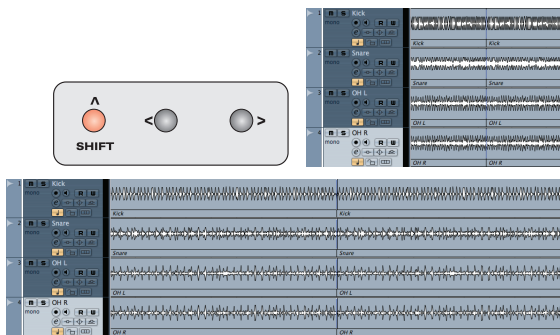 1 M S Kick
mono R W
e
Kick Kick
2 M S Snare
mono R W
e
Snare Snare
3 M S OH L
mono R W
e
OH L OH L
4 M S OH R
mono R W
e
OH R OH R
Λ
< >
SHIFT
1 M S Kick
mono R W
e
Kick Kick
2 M S Snare
mono R W
e
Snare Snare
3 M S OH L
mono R W
e
OH L OH L
4 M S OH R
mono R W
e
OH R OH R